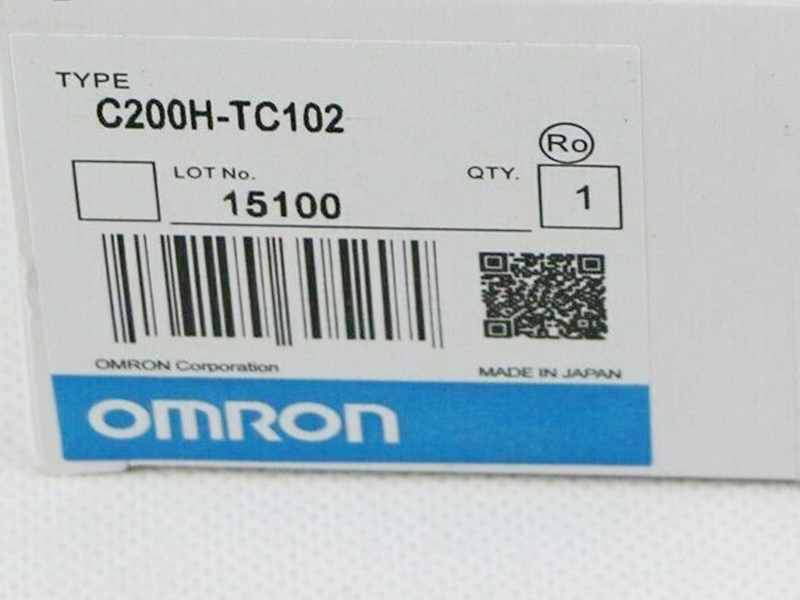 TYPE
C200H-TC102
Ro
LOT No.
QTY.
15100
1
OMRON Corporation
MADE IN JAPAN
OMRON